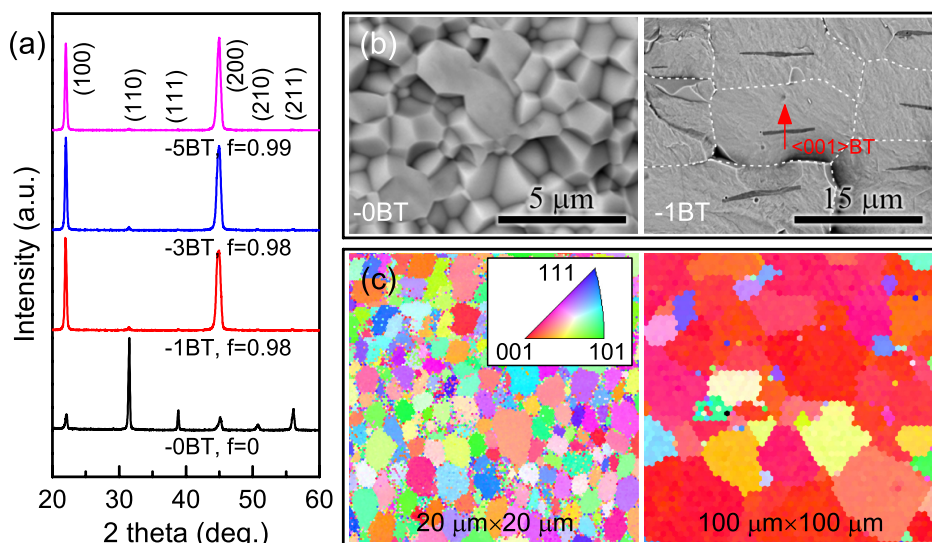 (a)
(100)
(110)
(111)
(200)
(210)
(211)
-5BT, f=0.99
-3BT, f=0.98
-1BT, f=0.98
-0BT, f=0
Intensity (a.u.)
20 30 40 50 60
2 theta (deg.)
(b)
-0BT
5 μm
<001>BT
-1BT
15 μm
(c)
111
001
101
20 μm×20 μm
100 μm×100 μm